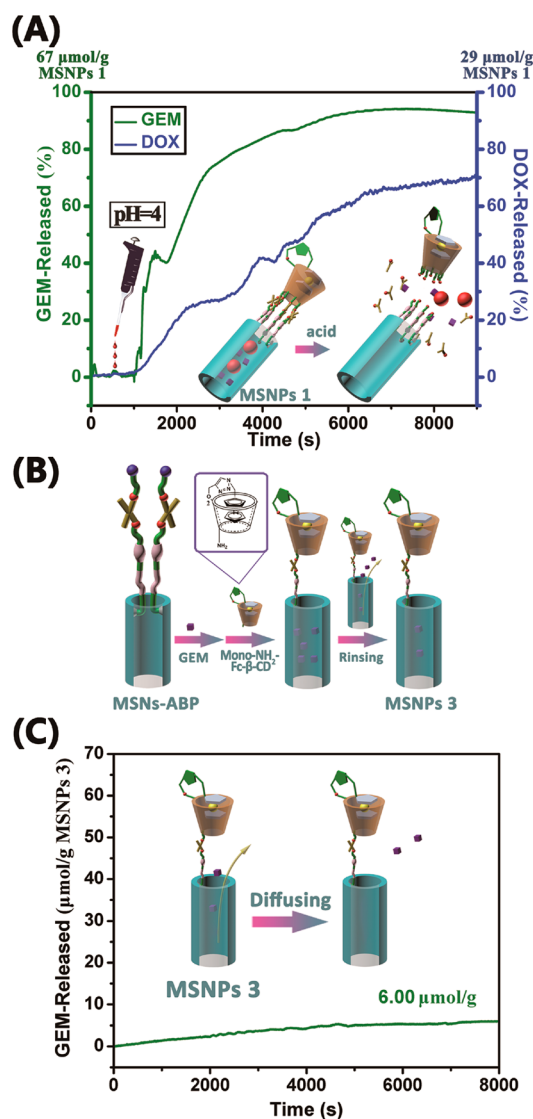 (A)
67 μmol/g
MSNPs 1
29 μmol/g
MSNPs 1
GEM
DOX
pH=4
GEM-Released (%)
DOX-Released (%)
100
80
60
40
20
0
100
80
60
40
20
0
acid
MSNPs 1
0
2000
4000
6000
8000
Time (s)
(B)
O
2
N
N
N
NH2
GEM
Mono-NH2-
Fc-β-CD
Rinsing
MSNs-ABP
MSNPs 3
(C)
GEM-Released (μmol/g MSNPs 3)
70
60
50
40
30
20
10
0
Diffusing
MSNPs 3
6.00 μmol/g
0
2000
4000
6000
8000
Time (s)